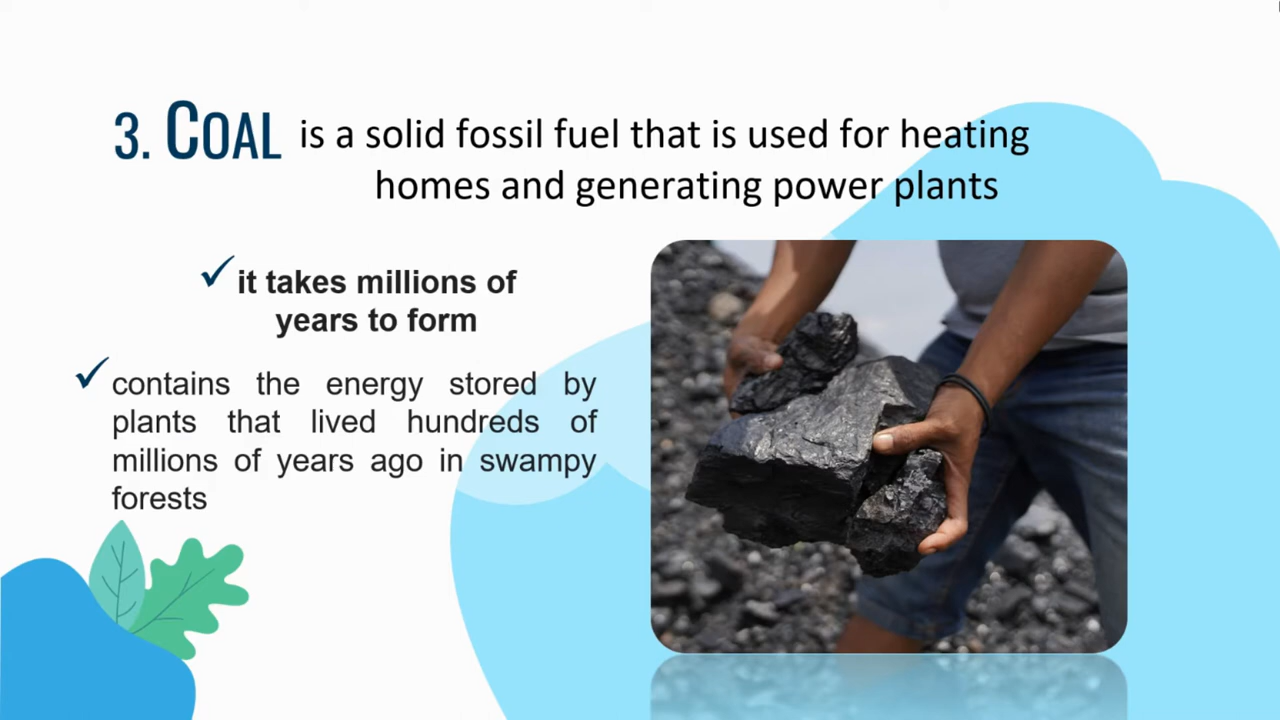 3. COAL is a solid fossil fuel that is used for heating
homes and generating power plants
✓ it takes millions of
years to form
✓ contains the energy stored by
plants that lived hundreds of
millions of years ago in swampy
forests